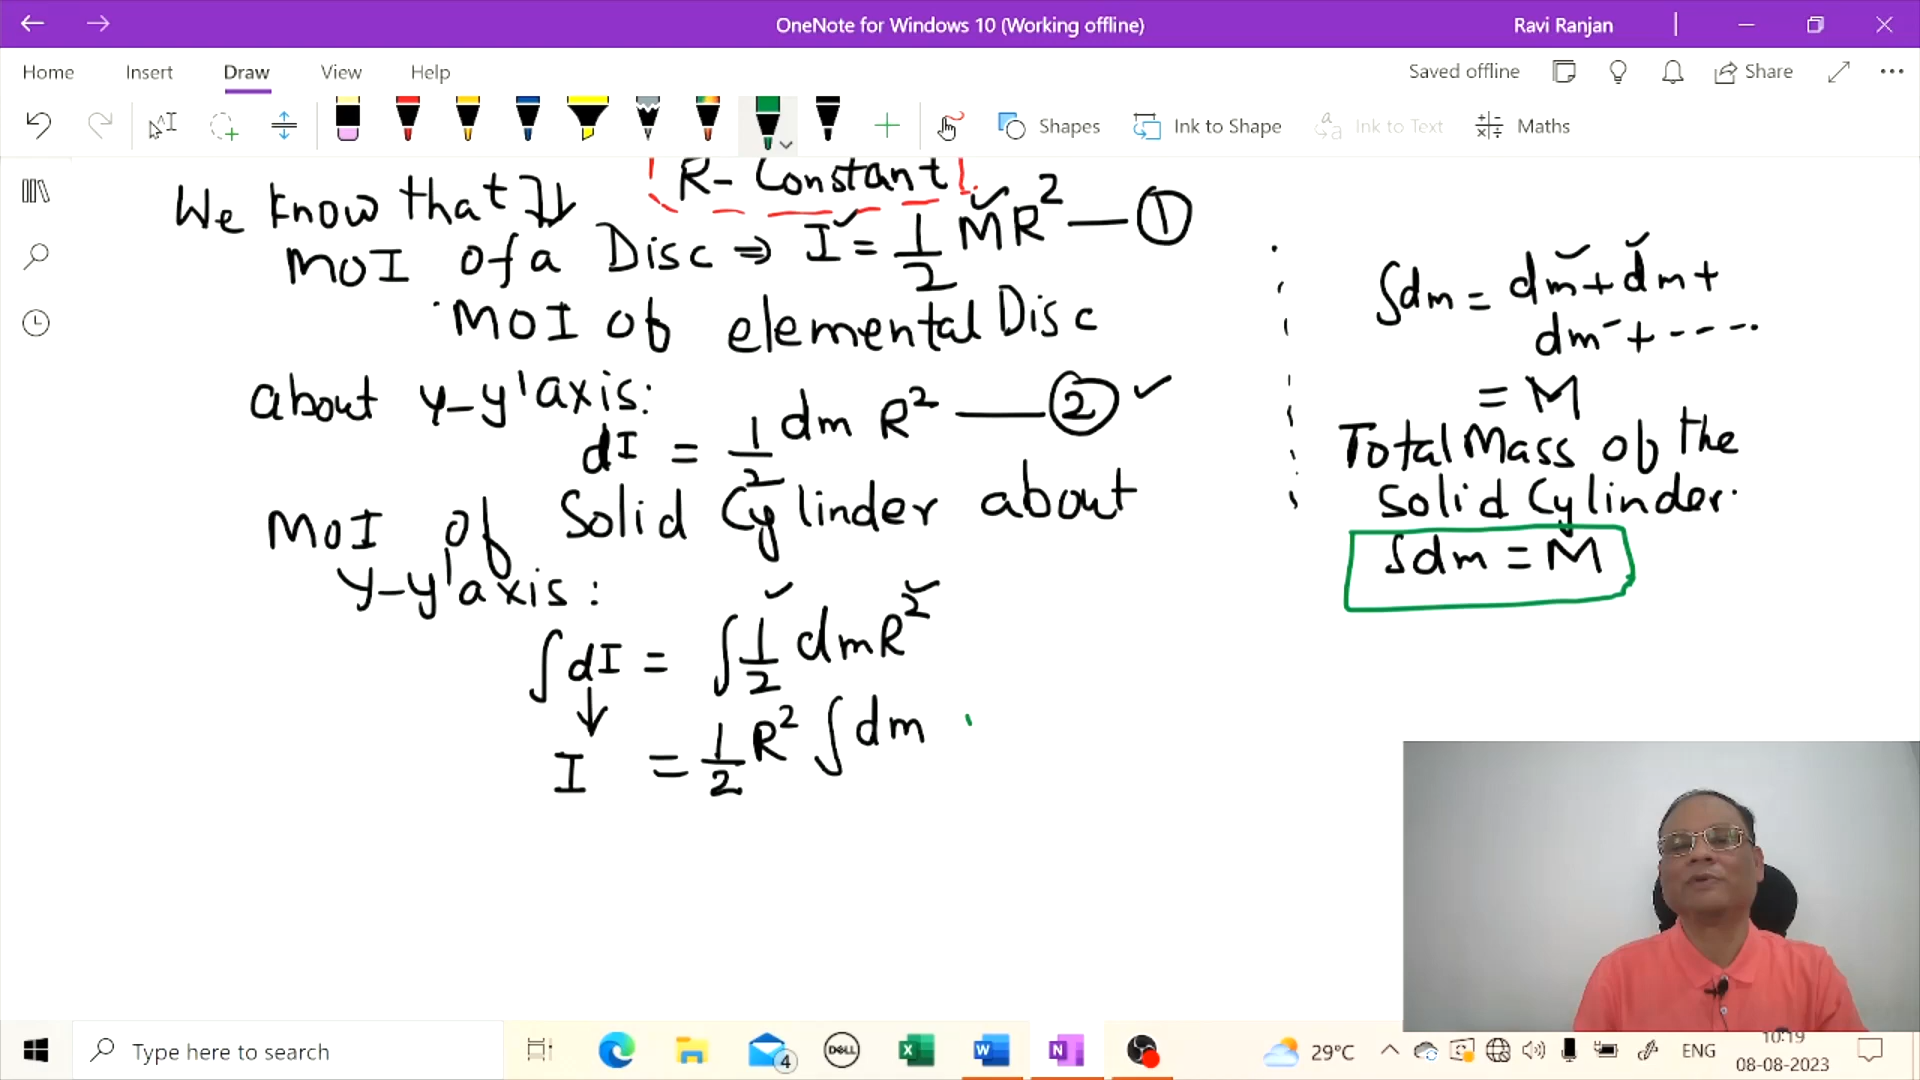 OneNote for Windows 10 (Working offline)
Ravi Ranjan
Home Insert Draw View Help
Saved offline
Share
Shapes
Ink to Shape
Ink to Text
Maths
R- Constant
We know that
MOI of a Disc ⇒ I = 1/2 MR² — ①
MOI of elemental Disc
about y-y' axis:
dI = 1/2 dm R² — ②
MOI of Solid Cylinder about
y-y' axis:
∫dI = ∫1/2 dmR²
I = 1/2 R² ∫dm
∫dm = dm + dm +
dm + ----
= M
Total Mass of the
Solid Cylinder.
∫dm = M
Type here to search
4
DELL
29°C
ENG
10:19
08-08-2023